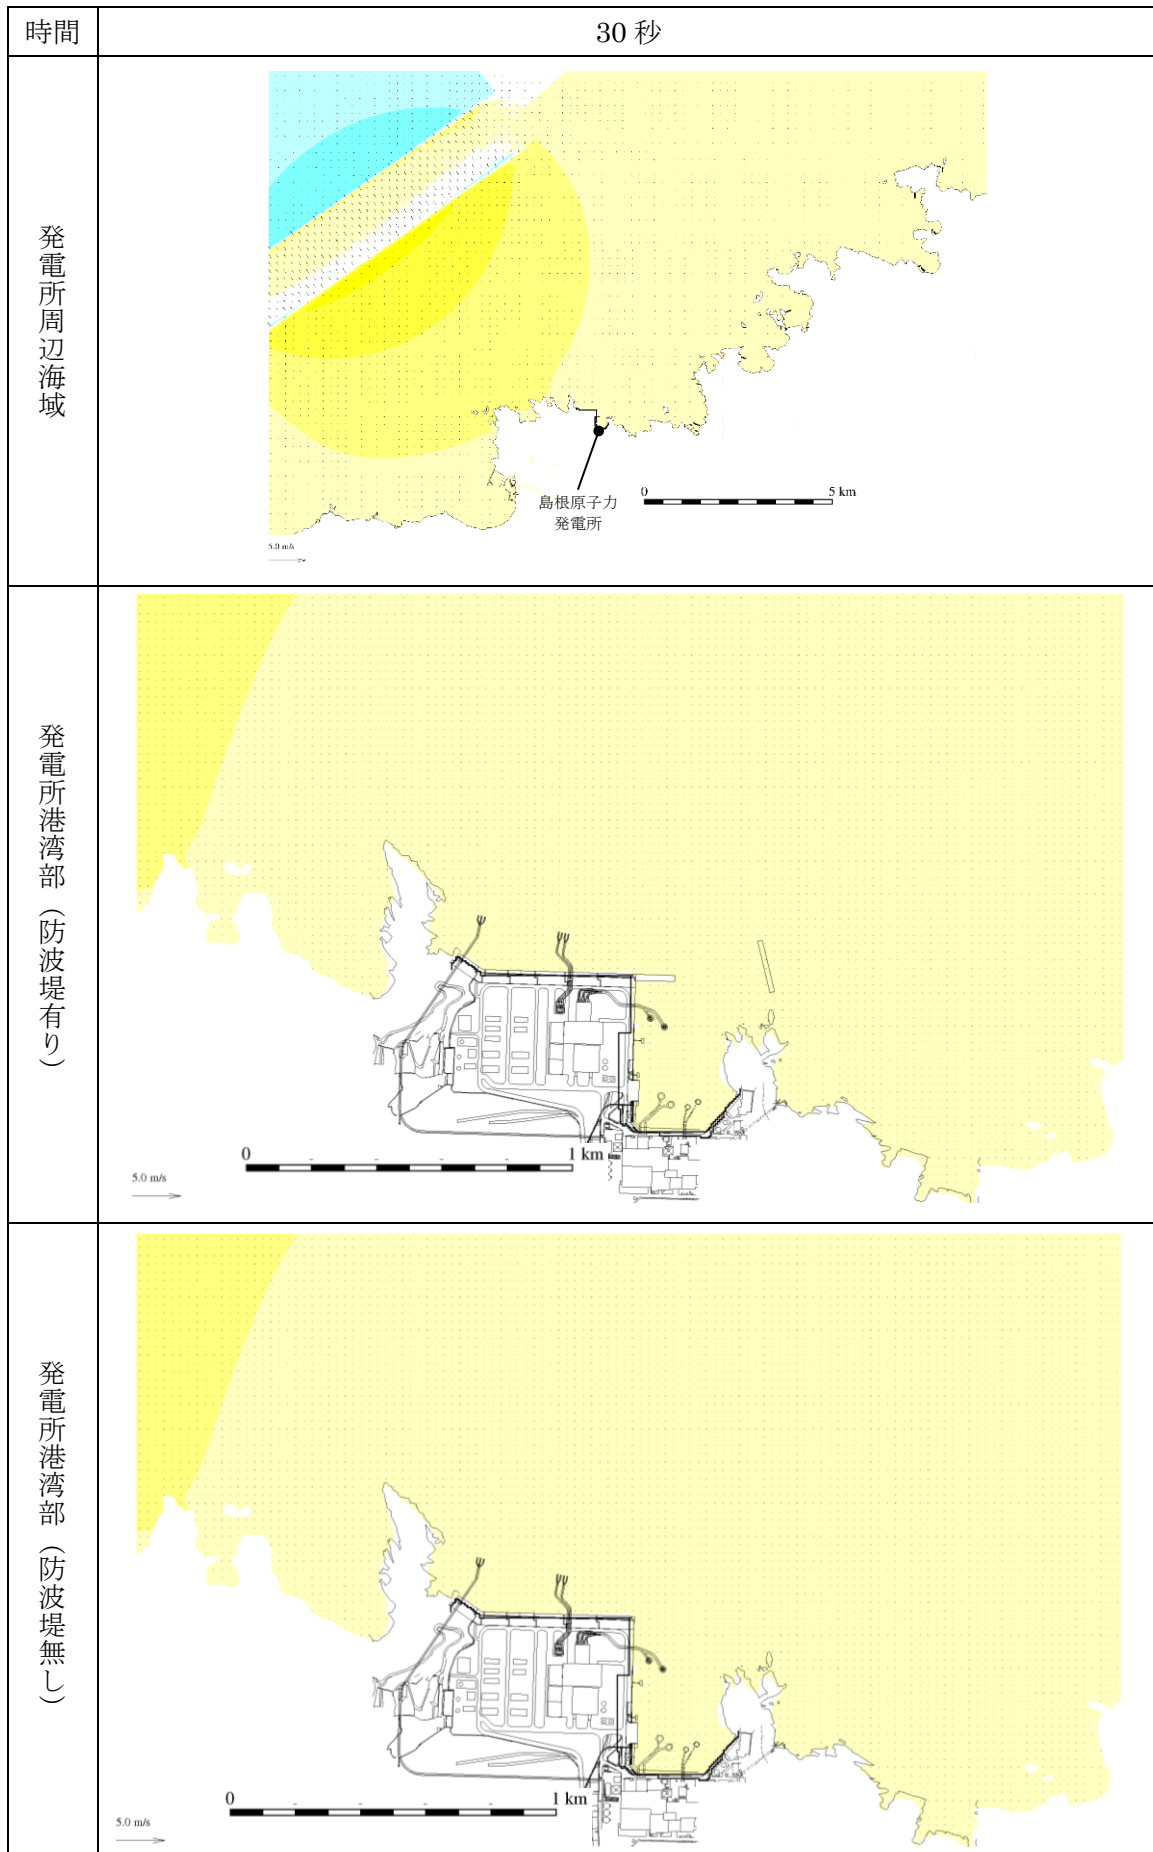 時間
30 秒
発電所周辺海域
島根原子力
発電所
0 5 km
5.0 m/s
発電所港湾部（防波堤有り）
0 1 km
5.0 m/s
発電所港湾部（防波堤無し）
0 1 km
5.0 m/s